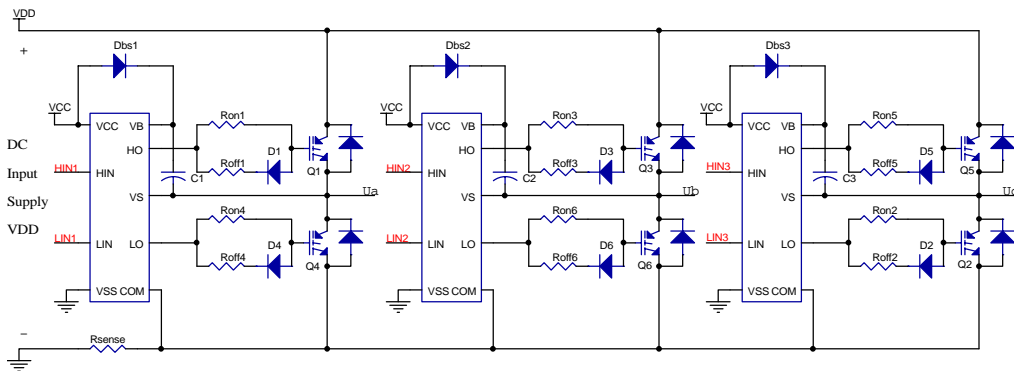 VDD
+
Dbs1
Dbs2
Dbs3
VCC
VCC
VCC
VCC VB
Ron1
VCC VB
Ron3
VCC VB
Ron5
DC
HO
Roff1
D1
HO
Roff3
D3
HO
Roff5
D5
Input
HIN1
HIN
C1
Q1
HIN2
HIN
C2
Q3
HIN3
HIN
C3
Q5
Supply
VS
Ua
VS
Ub
VS
VDD
Ron4
Ron6
Ron2
LIN1
LIN LO
D4
LIN2
LIN LO
D6
LIN3
LIN LO
D2
Roff4
Q4
Roff6
Q6
Roff2
Q2
VSS COM
VSS COM
VSS COM
−
Rsense